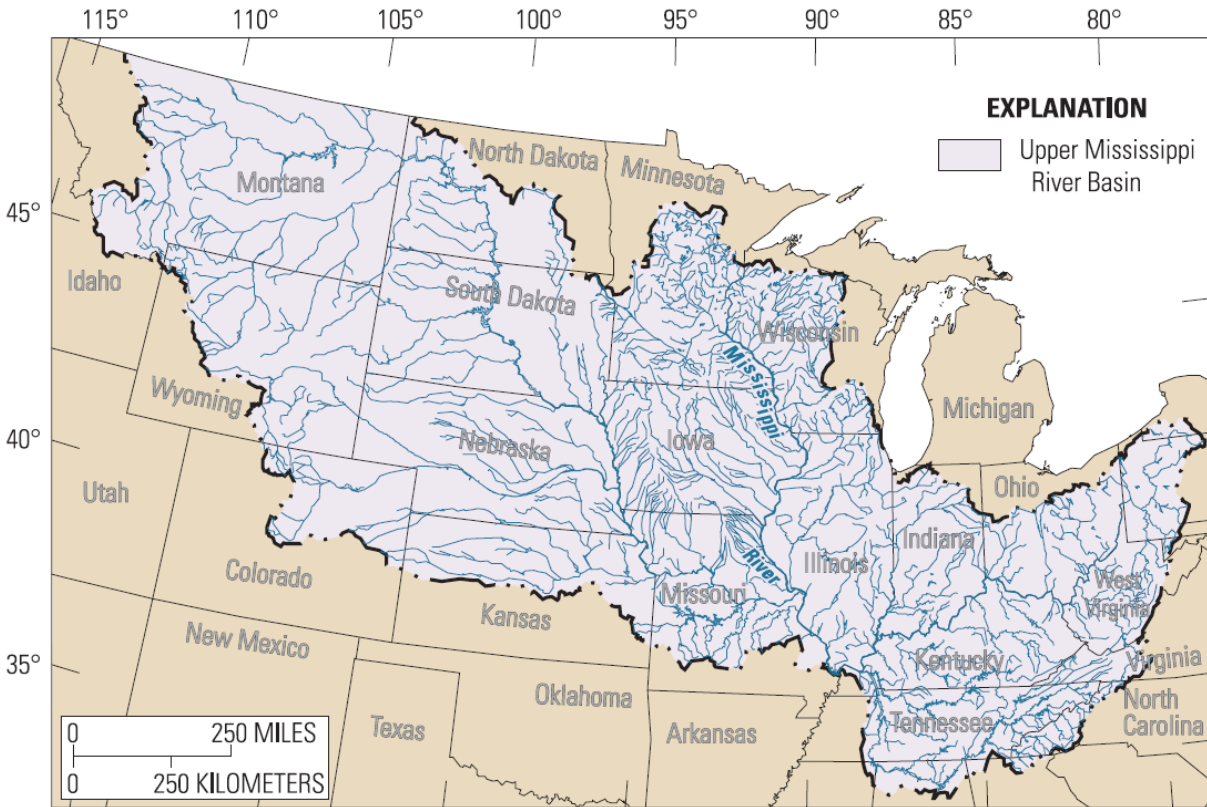 115° 110° 105° 100° 95° 90° 85° 80°
EXPLANATION
Upper Mississippi
River Basin
North Dakota
Minnesota
Montana
45°
Idaho
South Dakota
Wisconsin
Mississippi
Wyoming
Michigan
40°
Nebraska
Iowa
Utah
Ohio
Indiana
Illinois
River
Colorado
Missouri
West
Virginia
Kansas
New Mexico
35°
Kentucky
Virginia
Oklahoma
North
Carolina
Texas
Arkansas
Tennessee
0 250 MILES
0 250 KILOMETERS